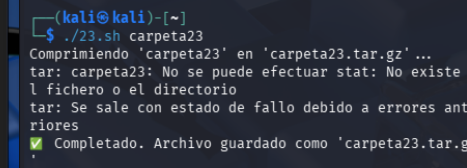 ┌──(kali㉿kali)-[~]
└─$ ./23.sh carpeta23
Comprimiendo 'carpeta23' en 'carpeta23.tar.gz'...
tar: carpeta23: No se puede efectuar stat: No existe
l fichero o el directorio
tar: Se sale con estado de fallo debido a errores ant
riores
✅ Completado. Archivo guardado como 'carpeta23.tar.g
'